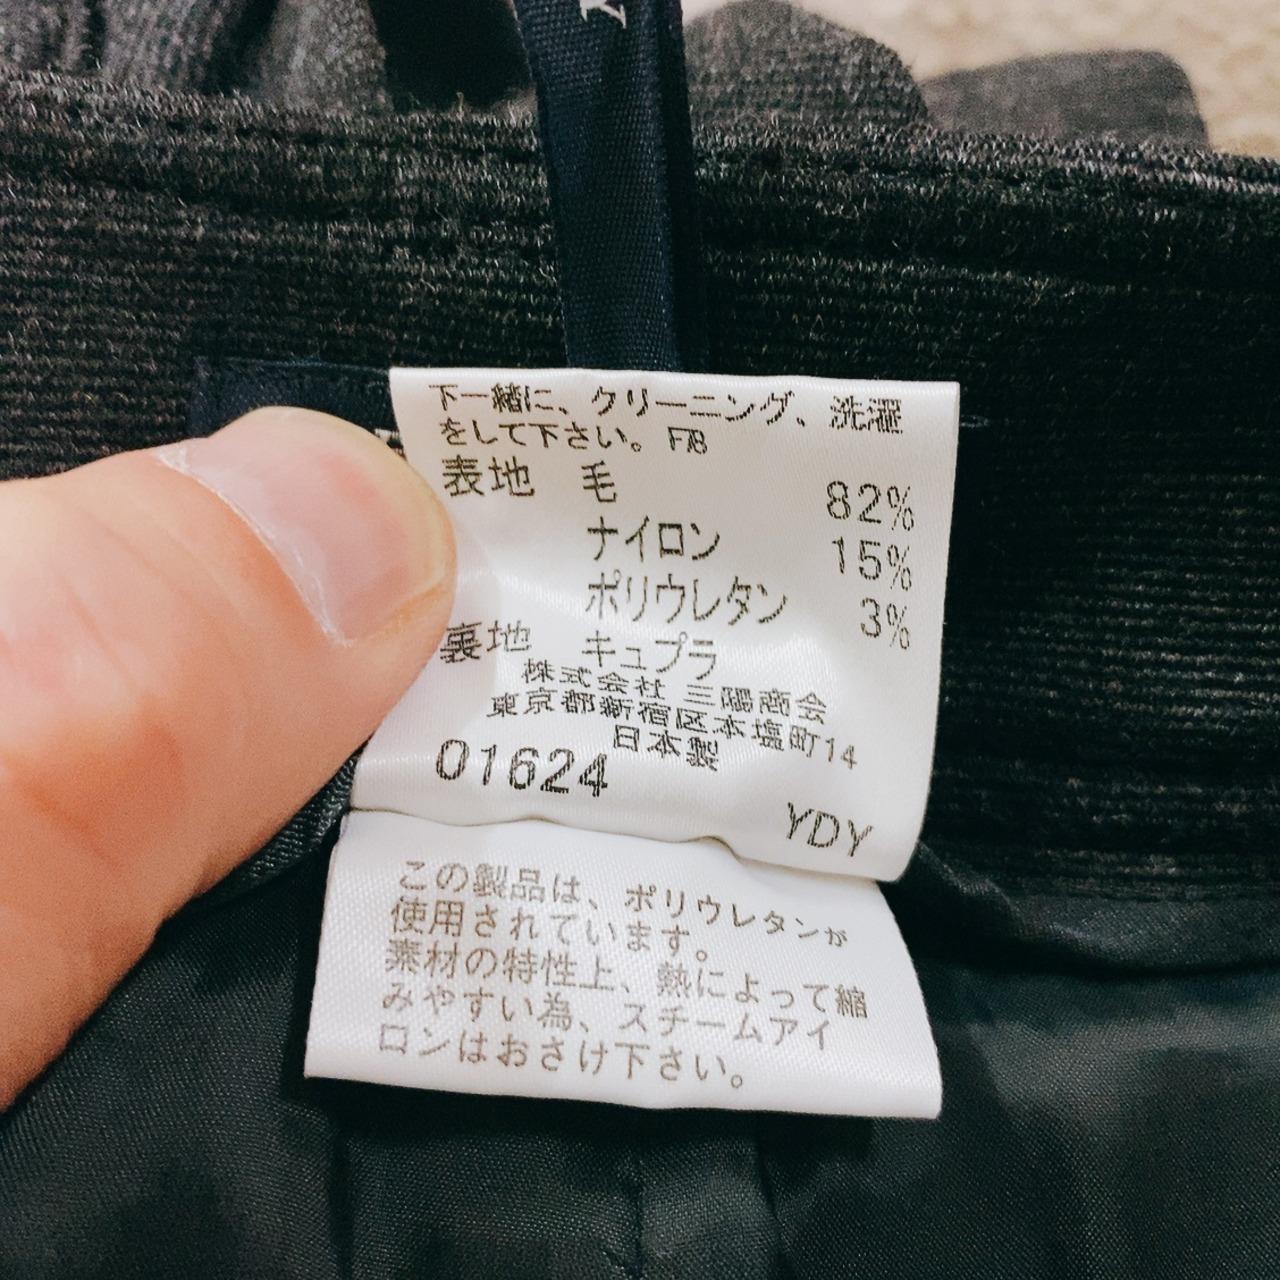 Y
下一緒に、クリーニング、洗濯
をして下さい。 F/B
表地 毛 82%
ナイロン 15%
ポリウレタン 3%
裏地 キュプラ
株式会社 三陽商会
東京都新宿区本塩町14
日本製
01624
YDY
この製品は、ポリウレタンが
使用されています。
素材の特性上、熱によって縮
みやすい為、スチームアイ
ロンはおさけ下さい。